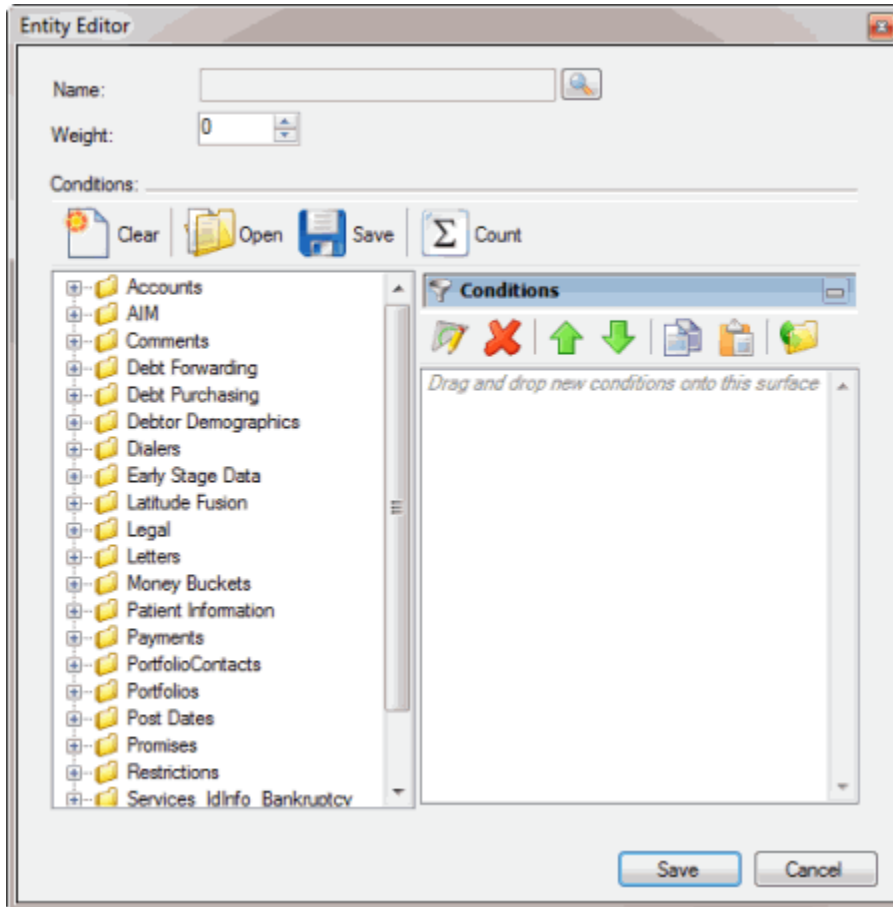 Entity Editor
Name:
Weight:
0
Conditions:
Clear
Open
Save
Σ
Count
Accounts
AIM
Comments
Debt Forwarding
Debt Purchasing
Debtor Demographics
Dialers
Early Stage Data
Latitude Fusion
Legal
Letters
Money Buckets
Patient Information
Payments
PortfolioContacts
Portfolios
Post Dates
Promises
Restrictions
Services_IdInfo_Bankruptcy
Conditions
Drag and drop new conditions onto this surface
Save
Cancel